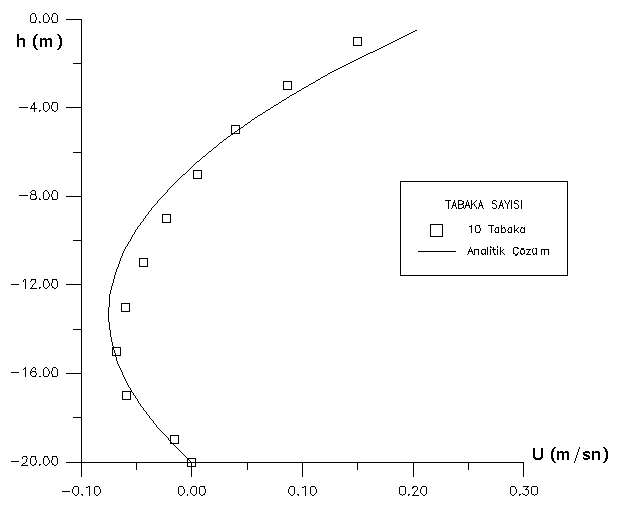 0.00
h (m)
-4.00
-8.00
-12.00
-16.00
-20.00
TABAKA SAYISI
10 Tabaka
Analitik Çözüm
U (m/sn)
-0.10 0.00 0.10 0.20 0.30